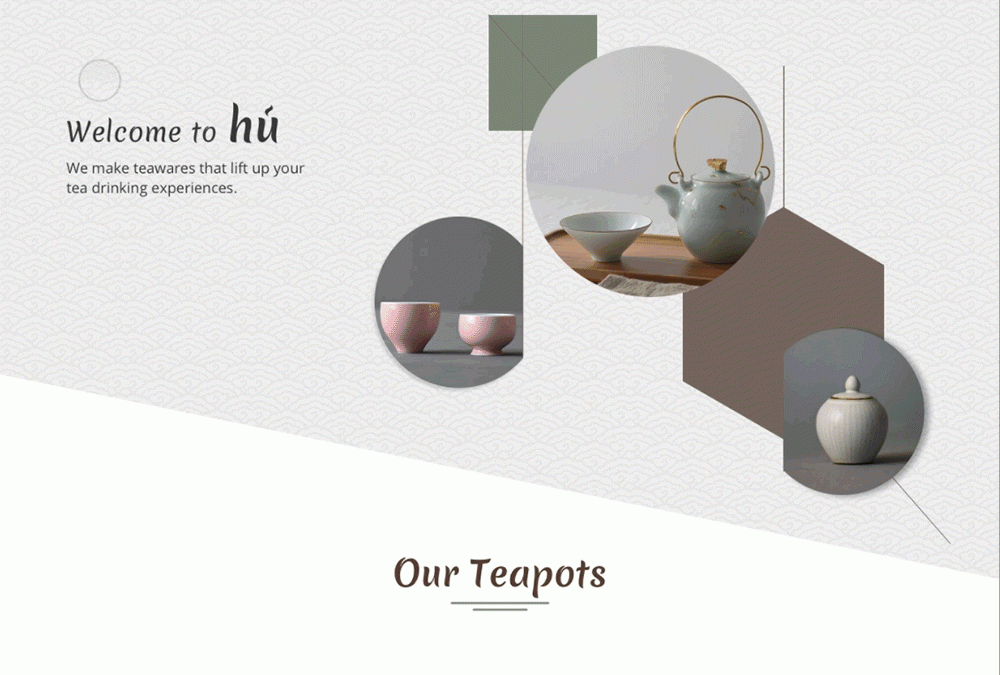 Welcome to hú
We make teawares that lift up your
tea drinking experiences.
Our Teapots